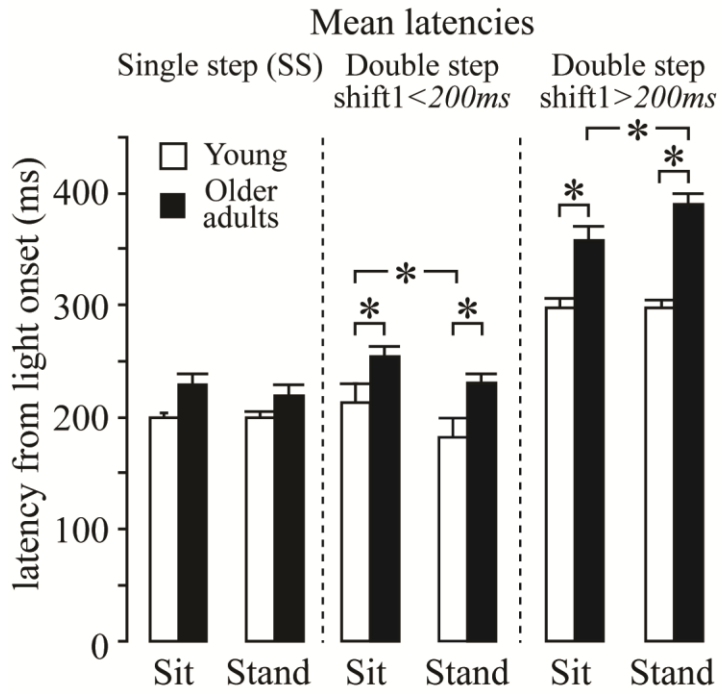 Mean latencies
Single step (SS)
Double step
shift1<200ms
Double step
shift1>200ms
latency from light onset (ms)
400
300
200
100
0
Young
Older
adults
*
*
*
*
*
*
Sit
Stand
Sit
Stand
Sit
Stand